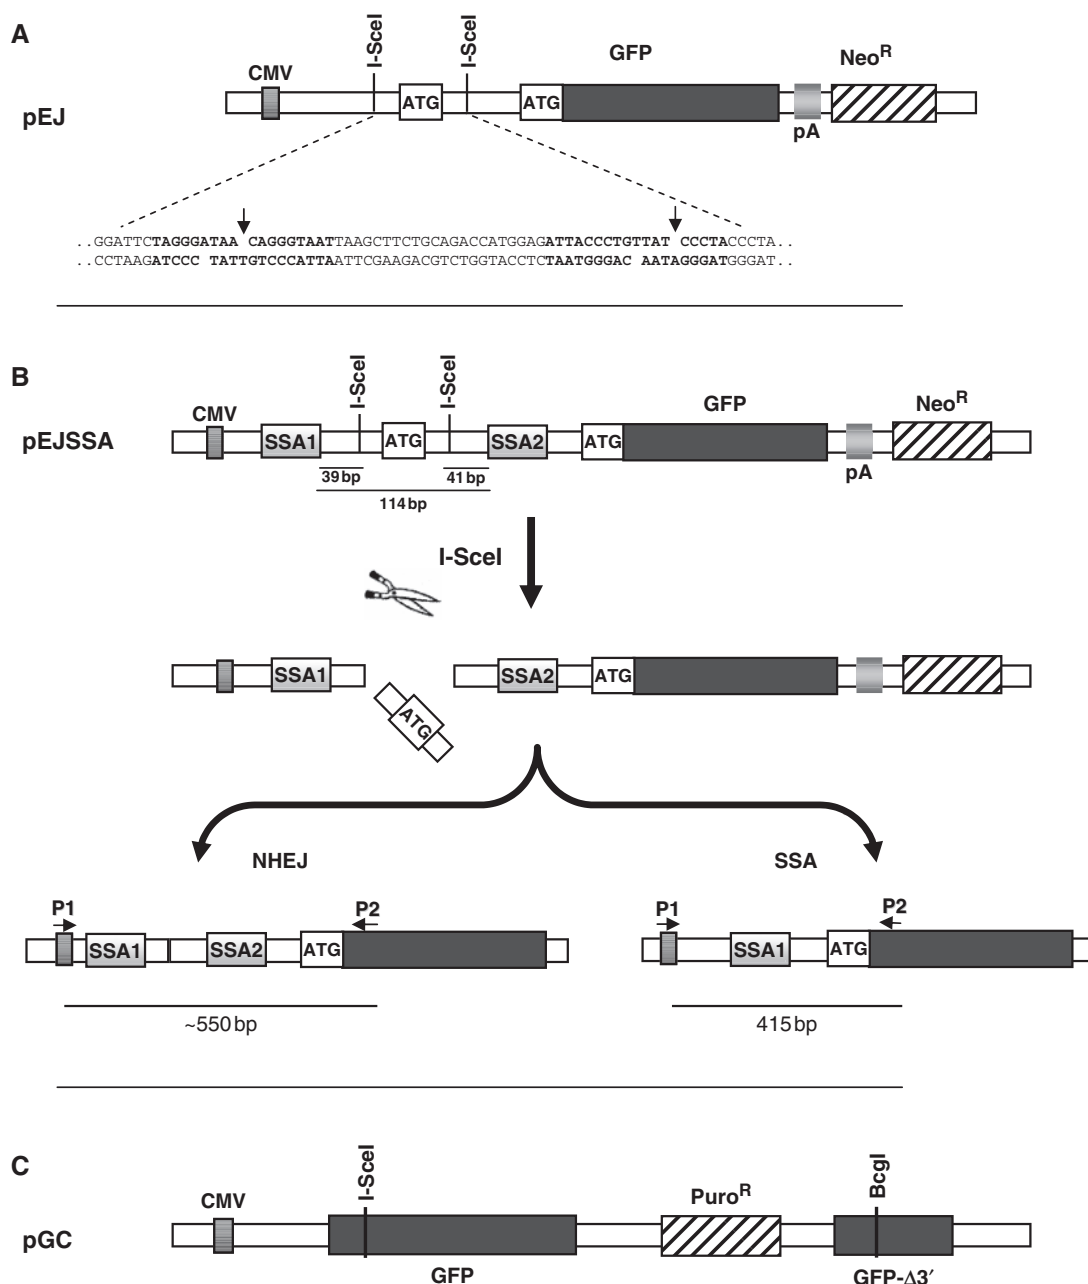 A
I-SceI
I-SceI
GFP
Neo^R
CMV
pEJ
ATG
ATG
pA
..GGATTCTAGGGATAA CAGGGTAATTAAGCTTCTGCAGACCATGGAGATTACCCTGTTAT CCCTACCCTA..
..CCTAAGATCCC TATTGTCCCATTAATTCGAAGACGTCTGGTACCTCTAATGGGAC AATAGGGATGGGAT..
B
I-SceI
I-SceI
GFP
Neo^R
CMV
pEJSSA
SSA1
ATG
SSA2
ATG
39 bp
41 bp
pA
114 bp
I-SceI
SSA1
SSA2
ATG
ATG
NHEJ
SSA
P1
P2
P1
P2
SSA1
SSA2
ATG
SSA1
ATG
~550 bp
415 bp
C
I-SceI
BcgI
CMV
Puro^R
pGC
GFP
GFP-Δ3′